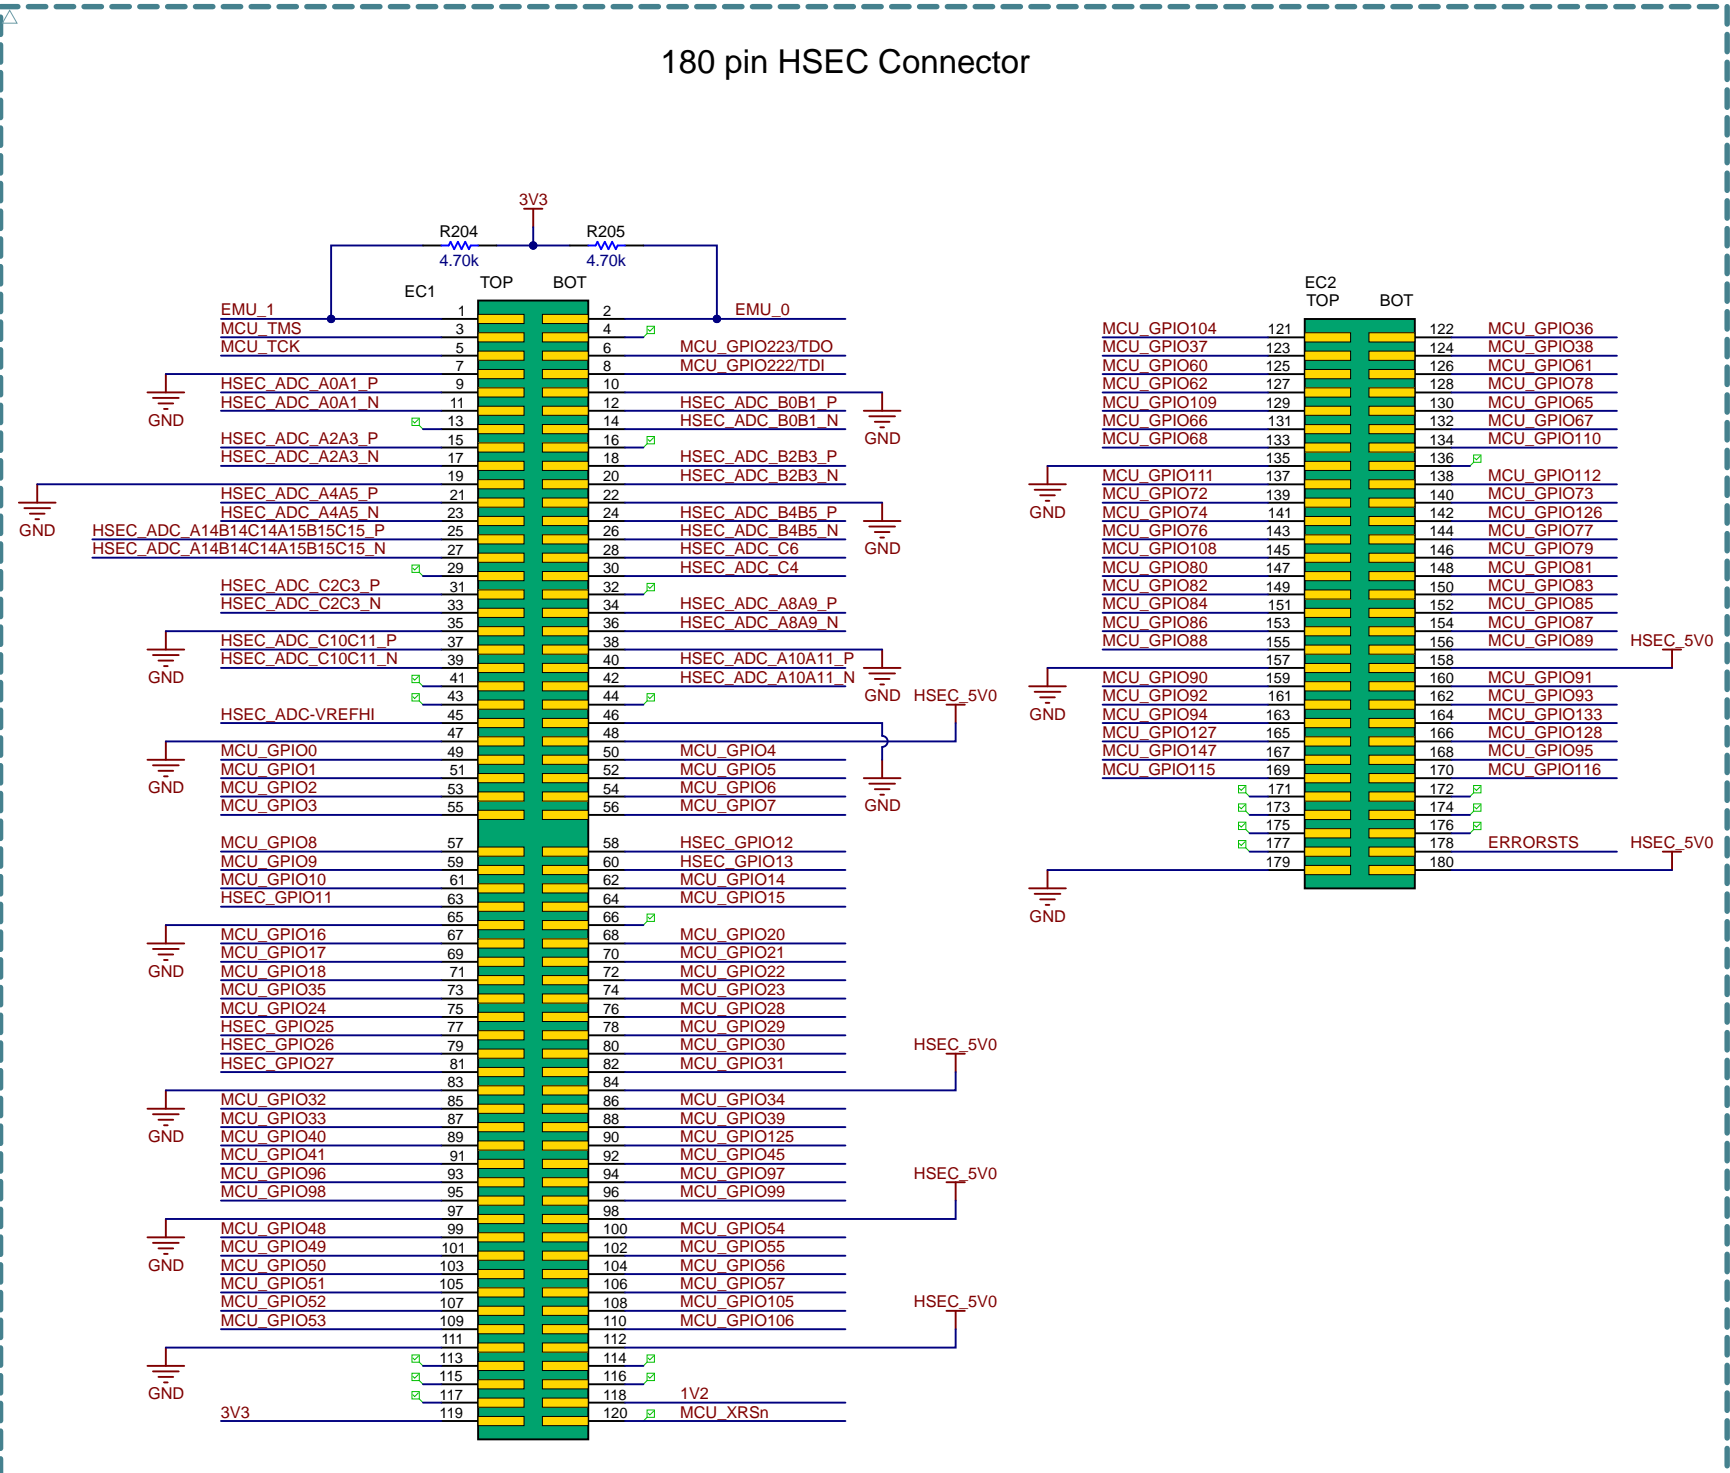 180 pin HSEC Connector
3V3
R204 R205
4.70k 4.70k
EC1 TOP BOT
EMU_1 1 2 EMU_0
MCU_TMS 3 4
MCU_TCK 5 6 MCU_GPIO223/TDO
7 8 MCU_GPIO222/TDI
HSEC_ADC_A0A1_P 9 10
GND
HSEC_ADC_A0A1_N 11 12 HSEC_ADC_B0B1_P
13 14 HSEC_ADC_B0B1_N
GND
HSEC_ADC_A2A3_P 15 16
HSEC_ADC_A2A3_N 17 18 HSEC_ADC_B2B3_P
19 20 HSEC_ADC_B2B3_N
GND
HSEC_ADC_A4A5_P 21 22
HSEC_ADC_A4A5_N 23 24 HSEC_ADC_B4B5_P
HSEC_ADC_A14B14C14A15B15C15_P 25 26 HSEC_ADC_B4B5_N
GND
HSEC_ADC_A14B14C14A15B15C15_N 27 28 HSEC_ADC_C6
29 30 HSEC_ADC_C4
HSEC_ADC_C2C3_P 31 32
HSEC_ADC_C2C3_N 33 34 HSEC_ADC_A8A9_P
35 36 HSEC_ADC_A8A9_N
GND
HSEC_ADC_C10C11_P 37 38
HSEC_ADC_C10C11_N 39 40 HSEC_ADC_A10A11_P
41 42 HSEC_ADC_A10A11_N
GND
43 44 HSEC_5V0
HSEC_ADC-VREFHI 45 46
47 48
GND
MCU_GPIO0 49 50 MCU_GPIO4
MCU_GPIO1 51 52 MCU_GPIO5
MCU_GPIO2 53 54 MCU_GPIO6
MCU_GPIO3 55 56 MCU_GPIO7
GND
MCU_GPIO8 57 58 HSEC_GPIO12
MCU_GPIO9 59 60 HSEC_GPIO13
MCU_GPIO10 61 62 MCU_GPIO14
HSEC_GPIO11 63 64 MCU_GPIO15
65 66
GND
MCU_GPIO16 67 68 MCU_GPIO20
MCU_GPIO17 69 70 MCU_GPIO21
MCU_GPIO18 71 72 MCU_GPIO22
MCU_GPIO35 73 74 MCU_GPIO23
MCU_GPIO24 75 76 MCU_GPIO28
HSEC_GPIO25 77 78 MCU_GPIO29
HSEC_GPIO26 79 80 MCU_GPIO30 HSEC_5V0
HSEC_GPIO27 81 82 MCU_GPIO31
83 84
GND
MCU_GPIO32 85 86 MCU_GPIO34
MCU_GPIO33 87 88 MCU_GPIO39
MCU_GPIO40 89 90 MCU_GPIO125
MCU_GPIO41 91 92 MCU_GPIO45
MCU_GPIO96 93 94 MCU_GPIO97 HSEC_5V0
MCU_GPIO98 95 96 MCU_GPIO99
97 98
GND
MCU_GPIO48 99 100 MCU_GPIO54
MCU_GPIO49 101 102 MCU_GPIO55
MCU_GPIO50 103 104 MCU_GPIO56
MCU_GPIO51 105 106 MCU_GPIO57
MCU_GPIO52 107 108 MCU_GPIO105 HSEC_5V0
MCU_GPIO53 109 110 MCU_GPIO106
111 112
GND
113 114
115 116
117 118 1V2
3V3 119 120 MCU_XRSn
EC2
TOP BOT
MCU_GPIO104 121 122 MCU_GPIO36
MCU_GPIO37 123 124 MCU_GPIO38
MCU_GPIO60 125 126 MCU_GPIO61
MCU_GPIO62 127 128 MCU_GPIO78
MCU_GPIO109 129 130 MCU_GPIO65
MCU_GPIO66 131 132 MCU_GPIO67
MCU_GPIO68 133 134 MCU_GPIO110
135 136
GND
MCU_GPIO111 137 138 MCU_GPIO112
MCU_GPIO72 139 140 MCU_GPIO73
MCU_GPIO74 141 142 MCU_GPIO126
MCU_GPIO76 143 144 MCU_GPIO77
MCU_GPIO108 145 146 MCU_GPIO79
MCU_GPIO80 147 148 MCU_GPIO81
MCU_GPIO82 149 150 MCU_GPIO83
MCU_GPIO84 151 152 MCU_GPIO85
MCU_GPIO86 153 154 MCU_GPIO87
MCU_GPIO88 155 156 MCU_GPIO89 HSEC_5V0
157 158
GND
MCU_GPIO90 159 160 MCU_GPIO91
MCU_GPIO92 161 162 MCU_GPIO93
MCU_GPIO94 163 164 MCU_GPIO133
MCU_GPIO127 165 166 MCU_GPIO128
MCU_GPIO147 167 168 MCU_GPIO95
MCU_GPIO115 169 170 MCU_GPIO116
171 172
173 174
175 176
177 178 ERRORSTS HSEC_5V0
179 180
GND